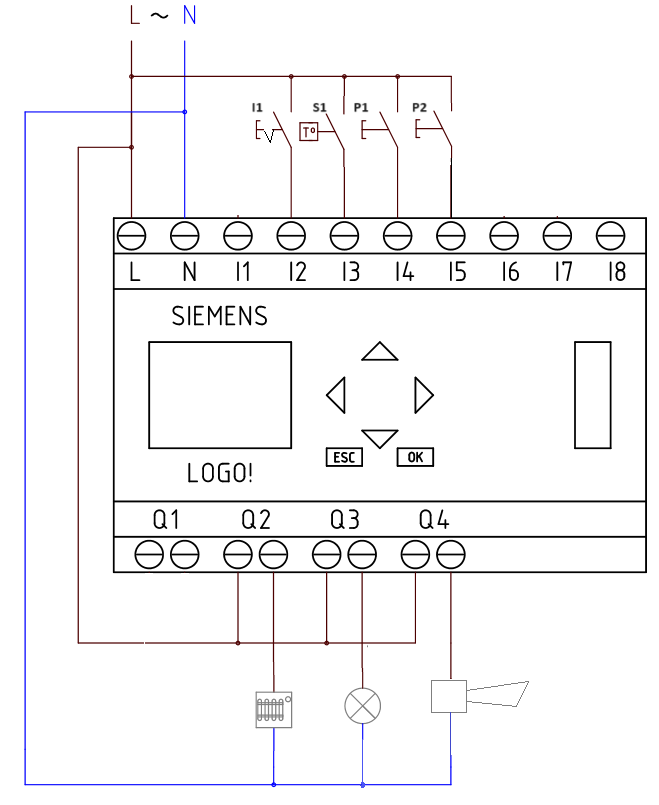 L ~ N
I1 S1 P1 P2
T°
L N I1 I2 I3 I4 I5 I6 I7 I8
SIEMENS
ESC OK
LOGO!
Q1 Q2 Q3 Q4